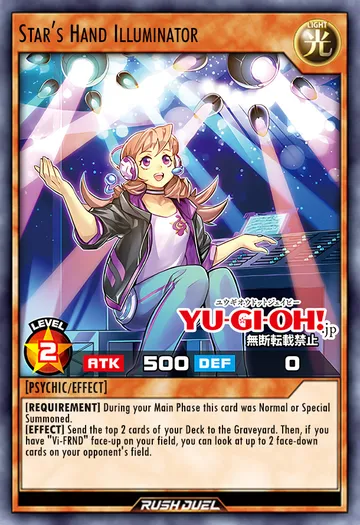 STAR'S HAND ILLUMINATOR
LIGHT
光
ユウギオウドットジェイピー
YU-GI-OH!.jp
無断転載禁止
LEVEL
2
ATK 500 DEF 0
[PSYCHIC/EFFECT]
[REQUIREMENT] During your Main Phase this card was Normal or Special
Summoned.
[EFFECT] Send the top 2 cards of your Deck to the Graveyard. Then, if you
have "Vi-FRND" face-up on your field, you can look at up to 2 face-down
cards on your opponent's field.
RUSH DUEL